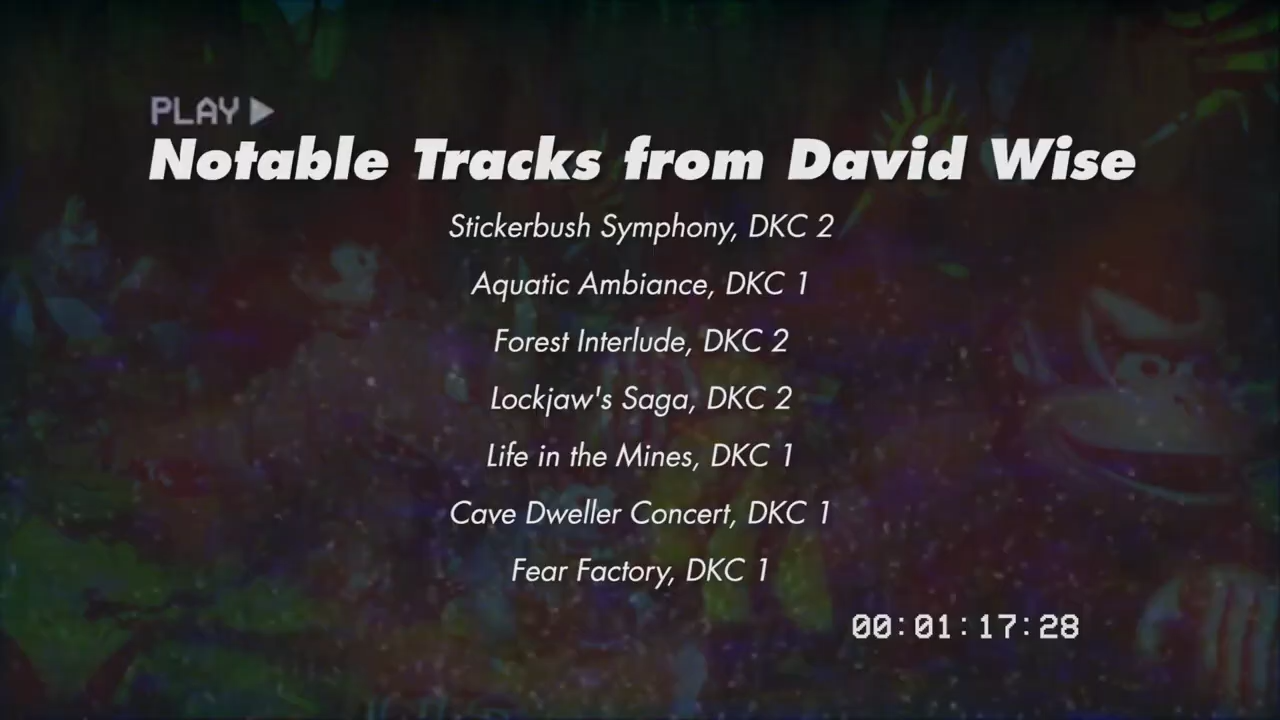 PLAY
Notable Tracks from David Wise
Stickerbush Symphony, DKC 2
Aquatic Ambiance, DKC 1
Forest Interlude, DKC 2
Lockjaw's Saga, DKC 2
Life in the Mines, DKC 1
Cave Dweller Concert, DKC 1
Fear Factory, DKC 1
00:01:17:28